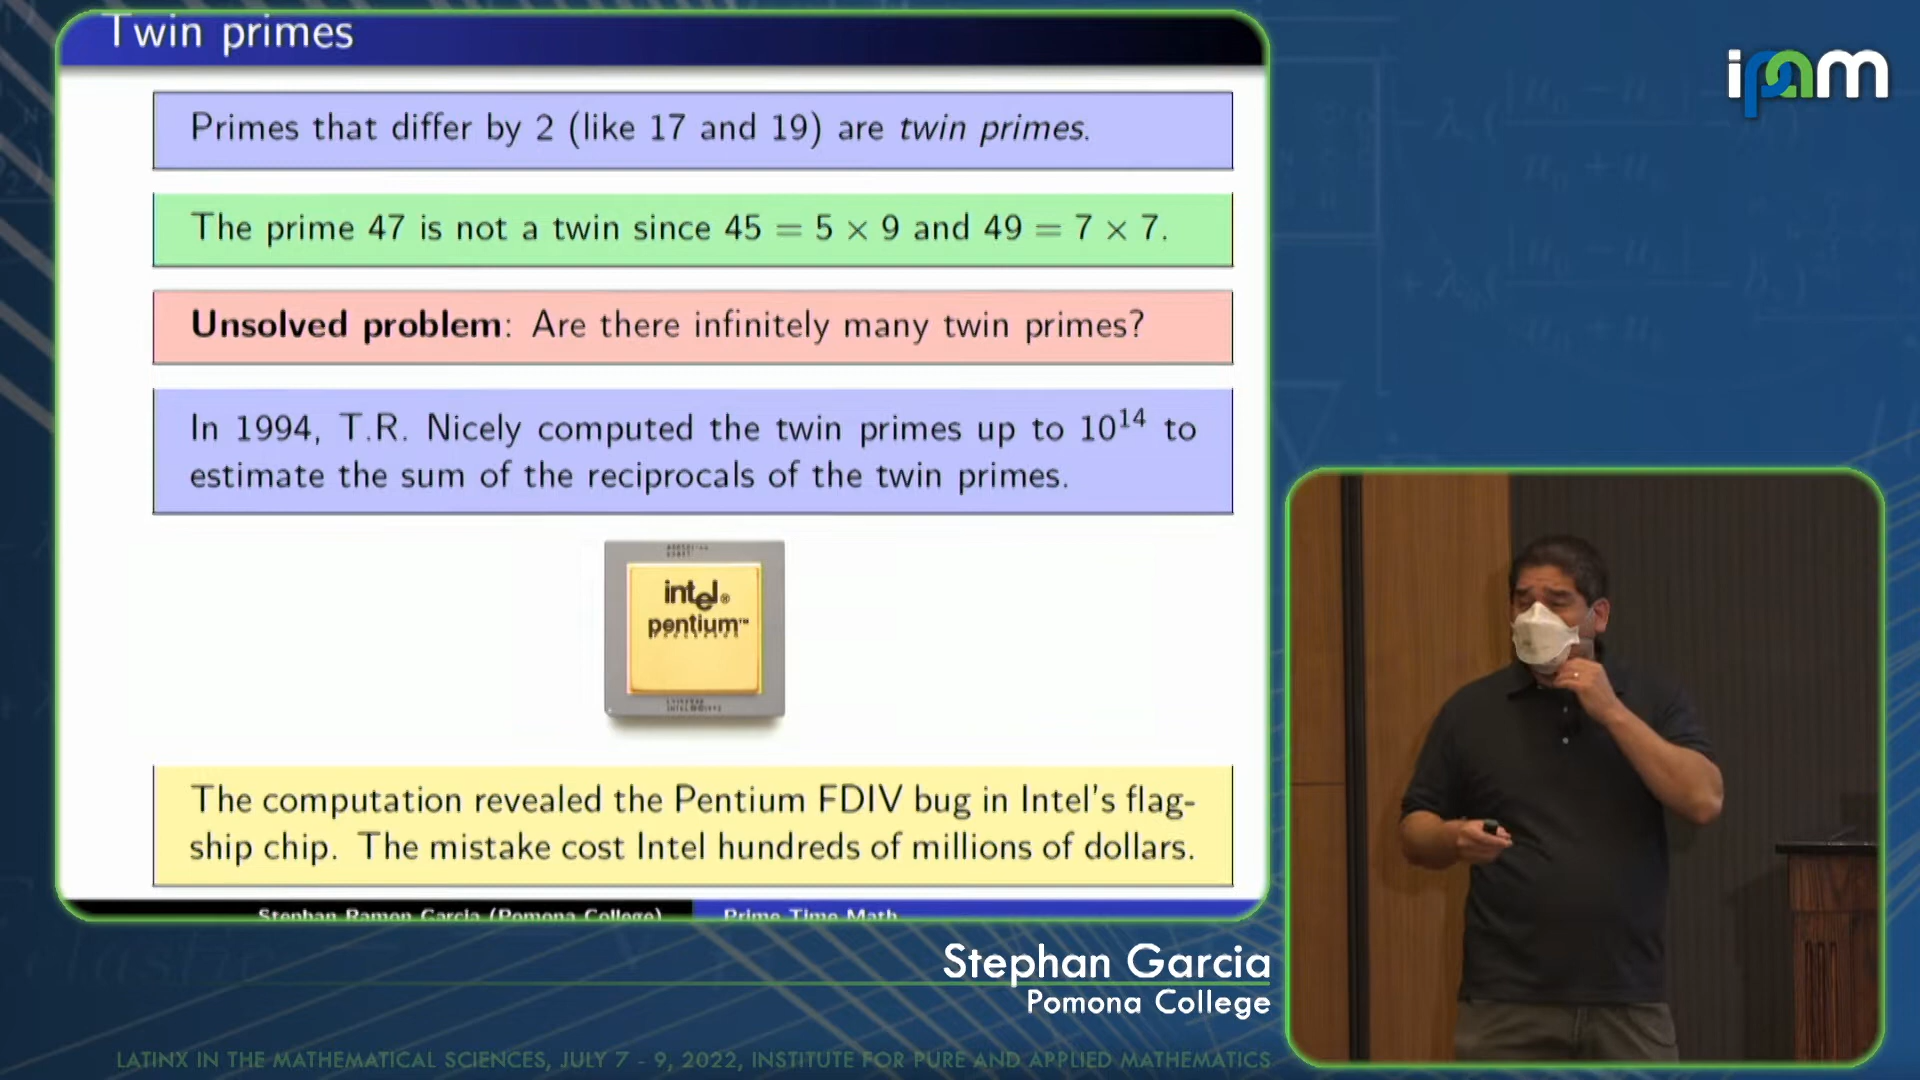 Twin primes
ipam
Primes that differ by 2 (like 17 and 19) are twin primes.
The prime 47 is not a twin since 45 = 5 × 9 and 49 = 7 × 7.
Unsolved problem: Are there infinitely many twin primes?
In 1994, T.R. Nicely computed the twin primes up to 10¹⁴ to
estimate the sum of the reciprocals of the twin primes.
intel®
pentium™
The computation revealed the Pentium FDIV bug in Intel's flag-
ship chip. The mistake cost Intel hundreds of millions of dollars.
Stephan Ramon Garcia (Pomona College)
Prime Time Math
Stephan Garcia
Pomona College
LATINX IN THE MATHEMATICAL SCIENCES, JULY 7 - 9, 2022, INSTITUTE FOR PURE AND APPLIED MATHEMATICS